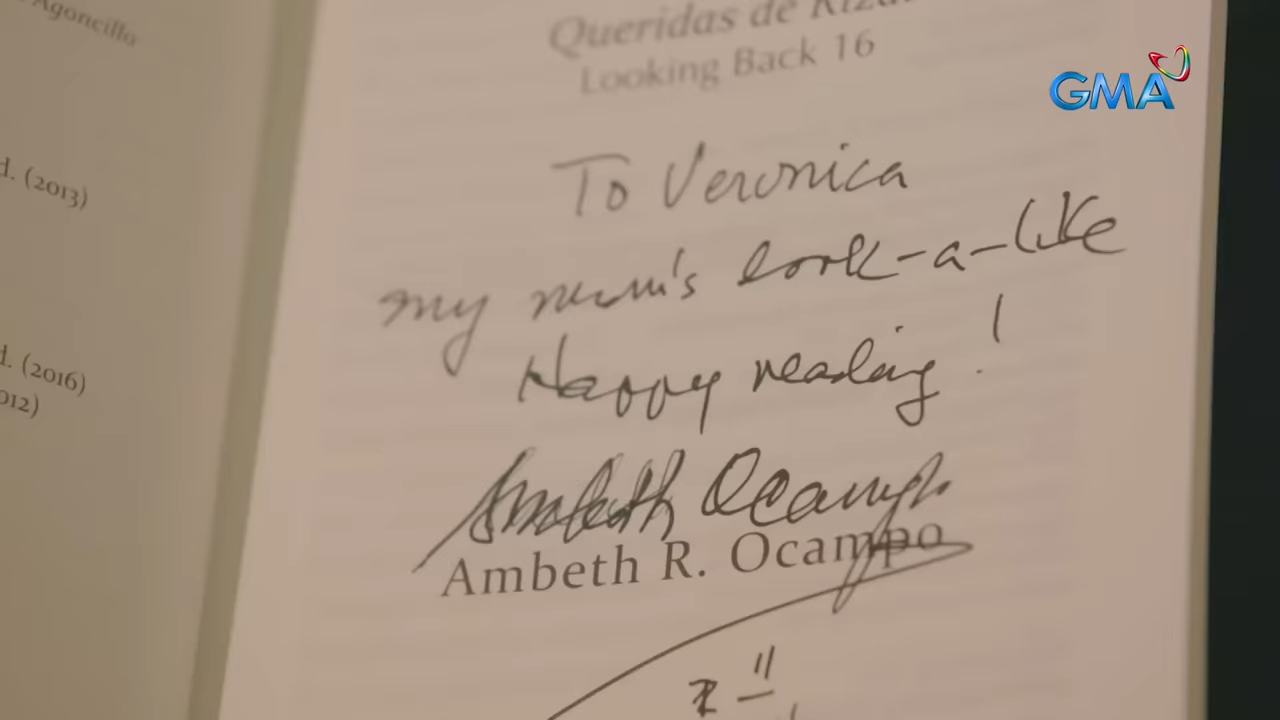 Agoncillo
d. (2013)
d. (2016)
012)
Queridas de Rizal
Looking Back 16
GMA
To Veronica
my mum's look-a-like
Happy reading!
Ambeth Ocampo
Ambeth R. Ocampo